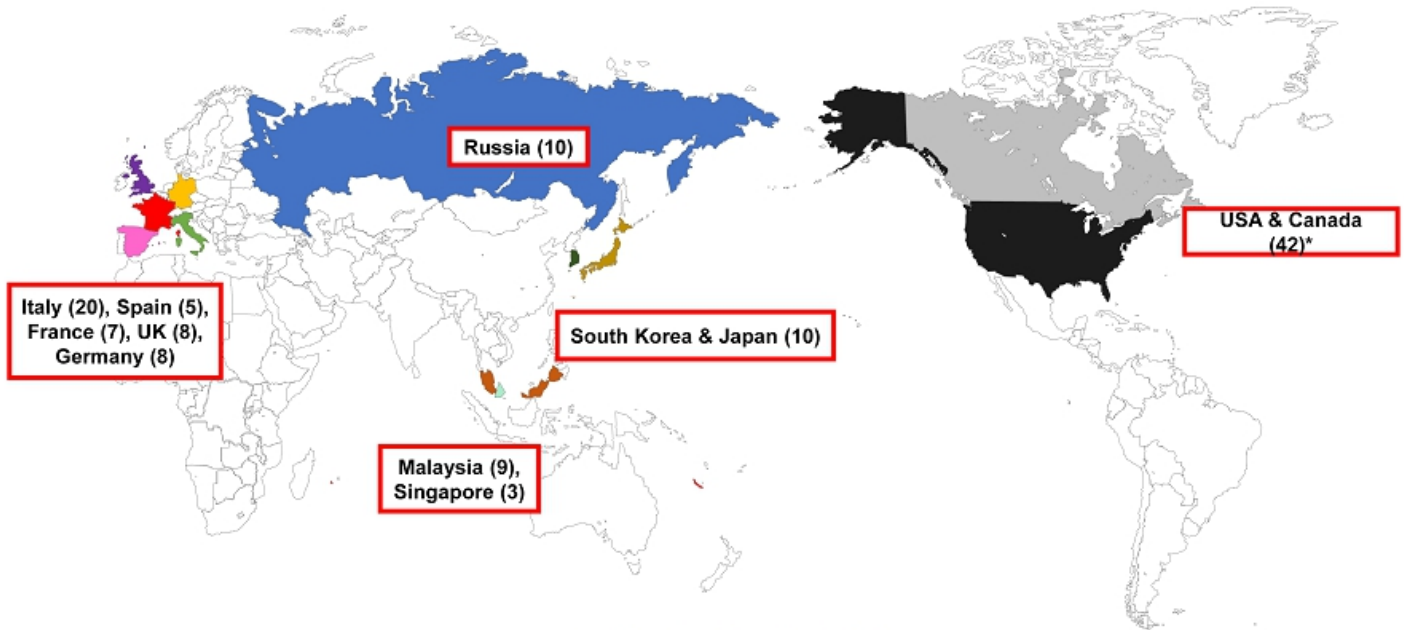 Russia (10)
USA & Canada
(42)*
Italy (20), Spain (5),
France (7), UK (8),
Germany (8)
South Korea & Japan (10)
Malaysia (9),
Singapore (3)